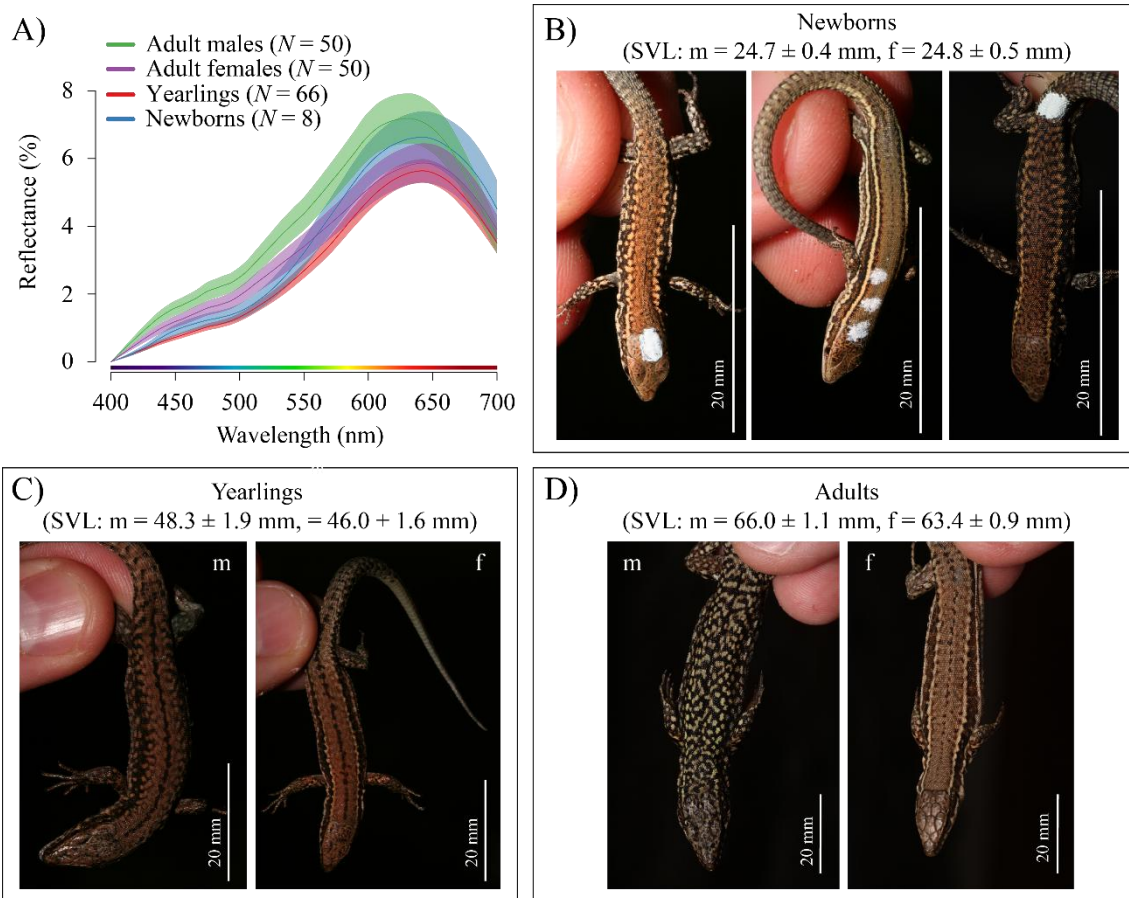 A)
Adult males (N = 50)
Adult females (N = 50)
Yearlings (N = 66)
Newborns (N = 8)
8
6
4
2
0
Reflectance (%)
400 450 500 550 600 650 700
Wavelength (nm)
B)
Newborns
(SVL: m = 24.7 ± 0.4 mm, f = 24.8 ± 0.5 mm)
20 mm
20 mm
20 mm
C)
Yearlings
(SVL: m = 48.3 ± 1.9 mm, = 46.0 + 1.6 mm)
m
20 mm
f
20 mm
D)
Adults
(SVL: m = 66.0 ± 1.1 mm, f = 63.4 ± 0.9 mm)
m
20 mm
f
20 mm